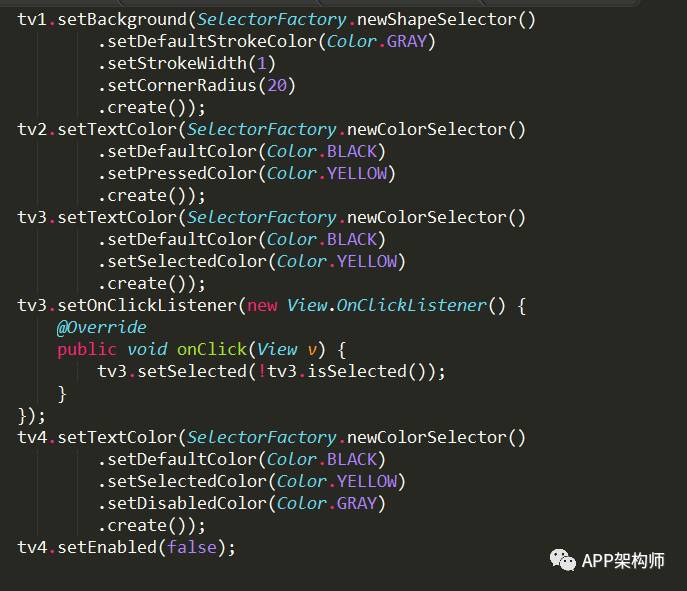 tv1.setBackground(SelectorFactory.newShapeSelector()
        .setDefaultStrokeColor(Color.GRAY)
        .setStrokeWidth(1)
        .setCornerRadius(20)
        .create());
tv2.setTextColor(SelectorFactory.newColorSelector()
        .setDefaultColor(Color.BLACK)
        .setPressedColor(Color.YELLOW)
        .create());
tv3.setTextColor(SelectorFactory.newColorSelector()
        .setDefaultColor(Color.BLACK)
        .setSelectedColor(Color.YELLOW)
        .create());
tv3.setOnClickListener(new View.OnClickListener() {
    @Override
    public void onClick(View v) {
        tv3.setSelected(!tv3.isSelected());
    }
});
tv4.setTextColor(SelectorFactory.newColorSelector()
        .setDefaultColor(Color.BLACK)
        .setSelectedColor(Color.YELLOW)
        .setDisabledColor(Color.GRAY)
        .create());
tv4.setEnabled(false);
APP架构师